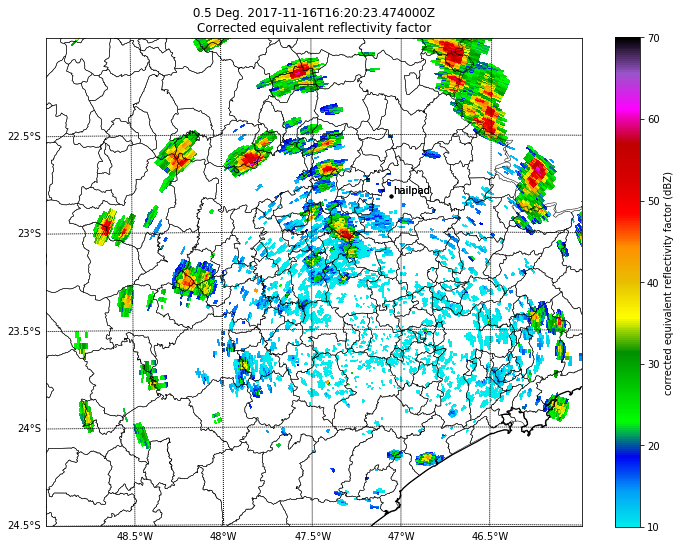 0.5 Deg. 2017-11-16T16:20:23.474000Z
Corrected equivalent reflectivity factor
70
60
50
40
30
20
10
corrected equivalent reflectivity factor (dBZ)
22.5°S
23°S
23.5°S
24°S
24.5°S
hailpad
48.5°W
48°W
47.5°W
47°W
46.5°W